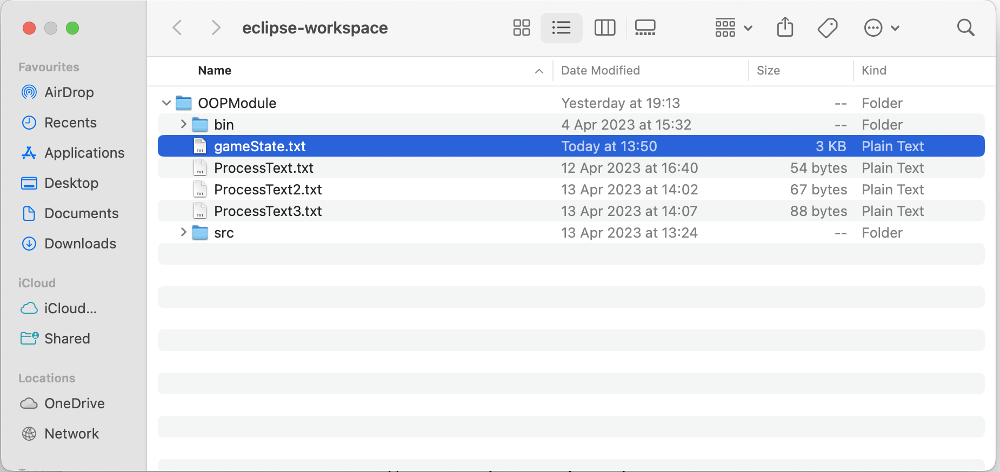 eclipse-workspace
Favourites
AirDrop
Recents
Applications
Desktop
Documents
Downloads
iCloud
iCloud...
Shared
Locations
OneDrive
Network
Name Date Modified Size Kind
OOPModule Yesterday at 19:13 -- Folder
bin 4 Apr 2023 at 15:32 -- Folder
gameState.txt Today at 13:50 3 KB Plain Text
ProcessText.txt 12 Apr 2023 at 16:40 54 bytes Plain Text
ProcessText2.txt 13 Apr 2023 at 14:02 67 bytes Plain Text
ProcessText3.txt 13 Apr 2023 at 14:07 88 bytes Plain Text
src 13 Apr 2023 at 13:24 -- Folder